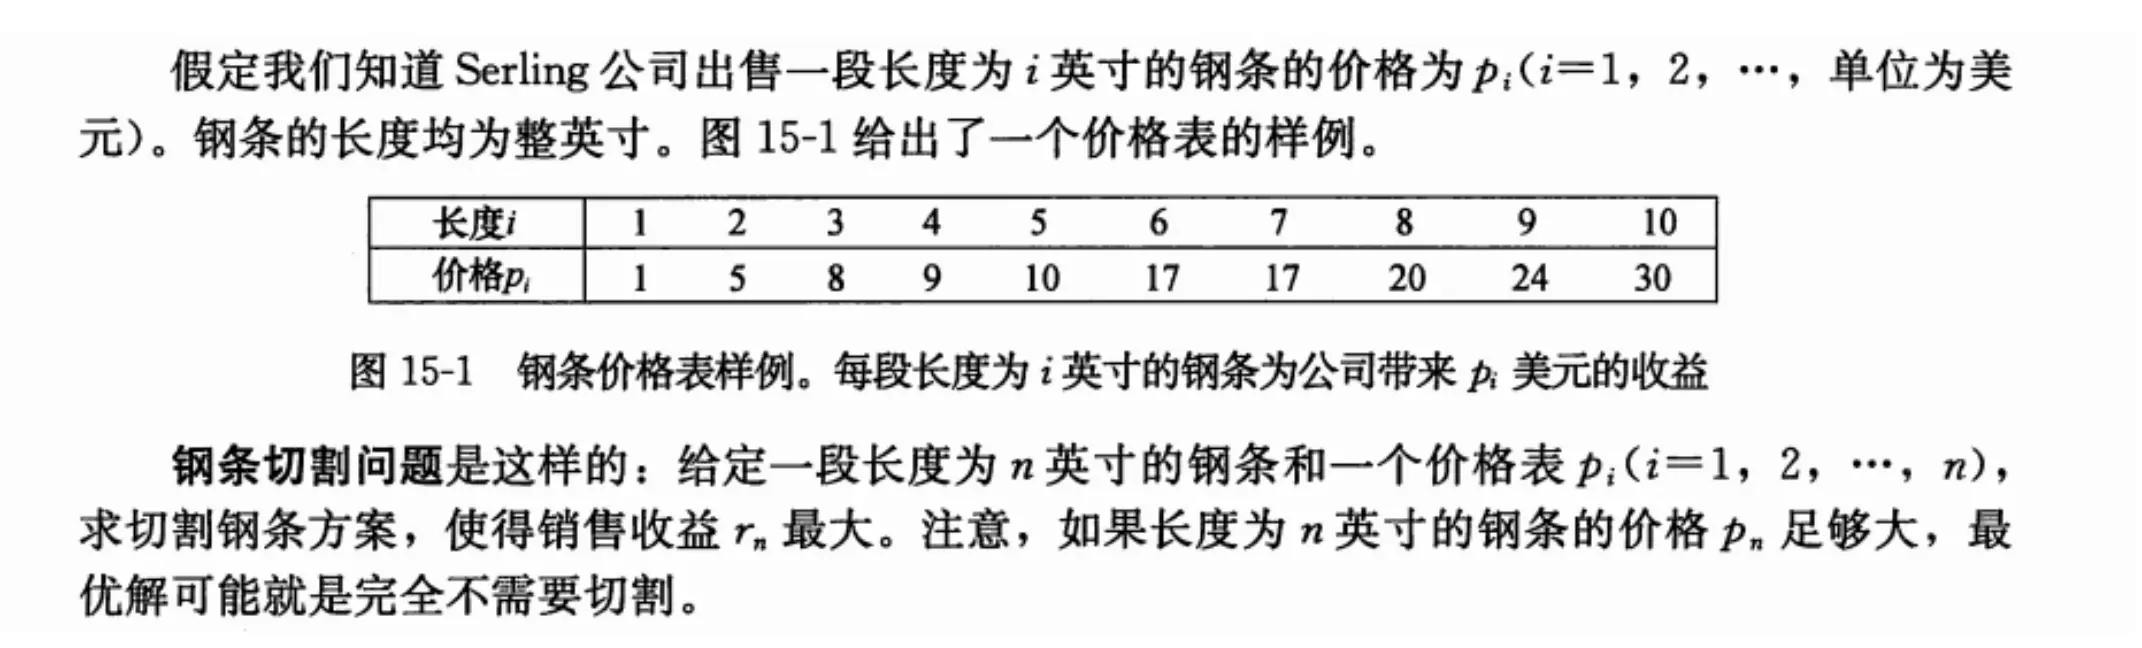 假定我们知道 Serling 公司出售一段长度为 i 英寸的钢条的价格为 pᵢ(i=1, 2, …, 单位为美
元)。钢条的长度均为整英寸。图 15-1 给出了一个价格表的样例。
长度i 1 2 3 4 5 6 7 8 9 10
价格pᵢ 1 5 8 9 10 17 17 20 24 30
图 15-1 钢条价格表样例。每段长度为 i 英寸的钢条为公司带来 pᵢ 美元的收益
钢条切割问题是这样的：给定一段长度为 n 英寸的钢条和一个价格表 pᵢ(i=1, 2, …, n),
求切割钢条方案，使得销售收益 rₙ 最大。注意，如果长度为 n 英寸的钢条的价格 pₙ 足够大，最
优解可能就是完全不需要切割。